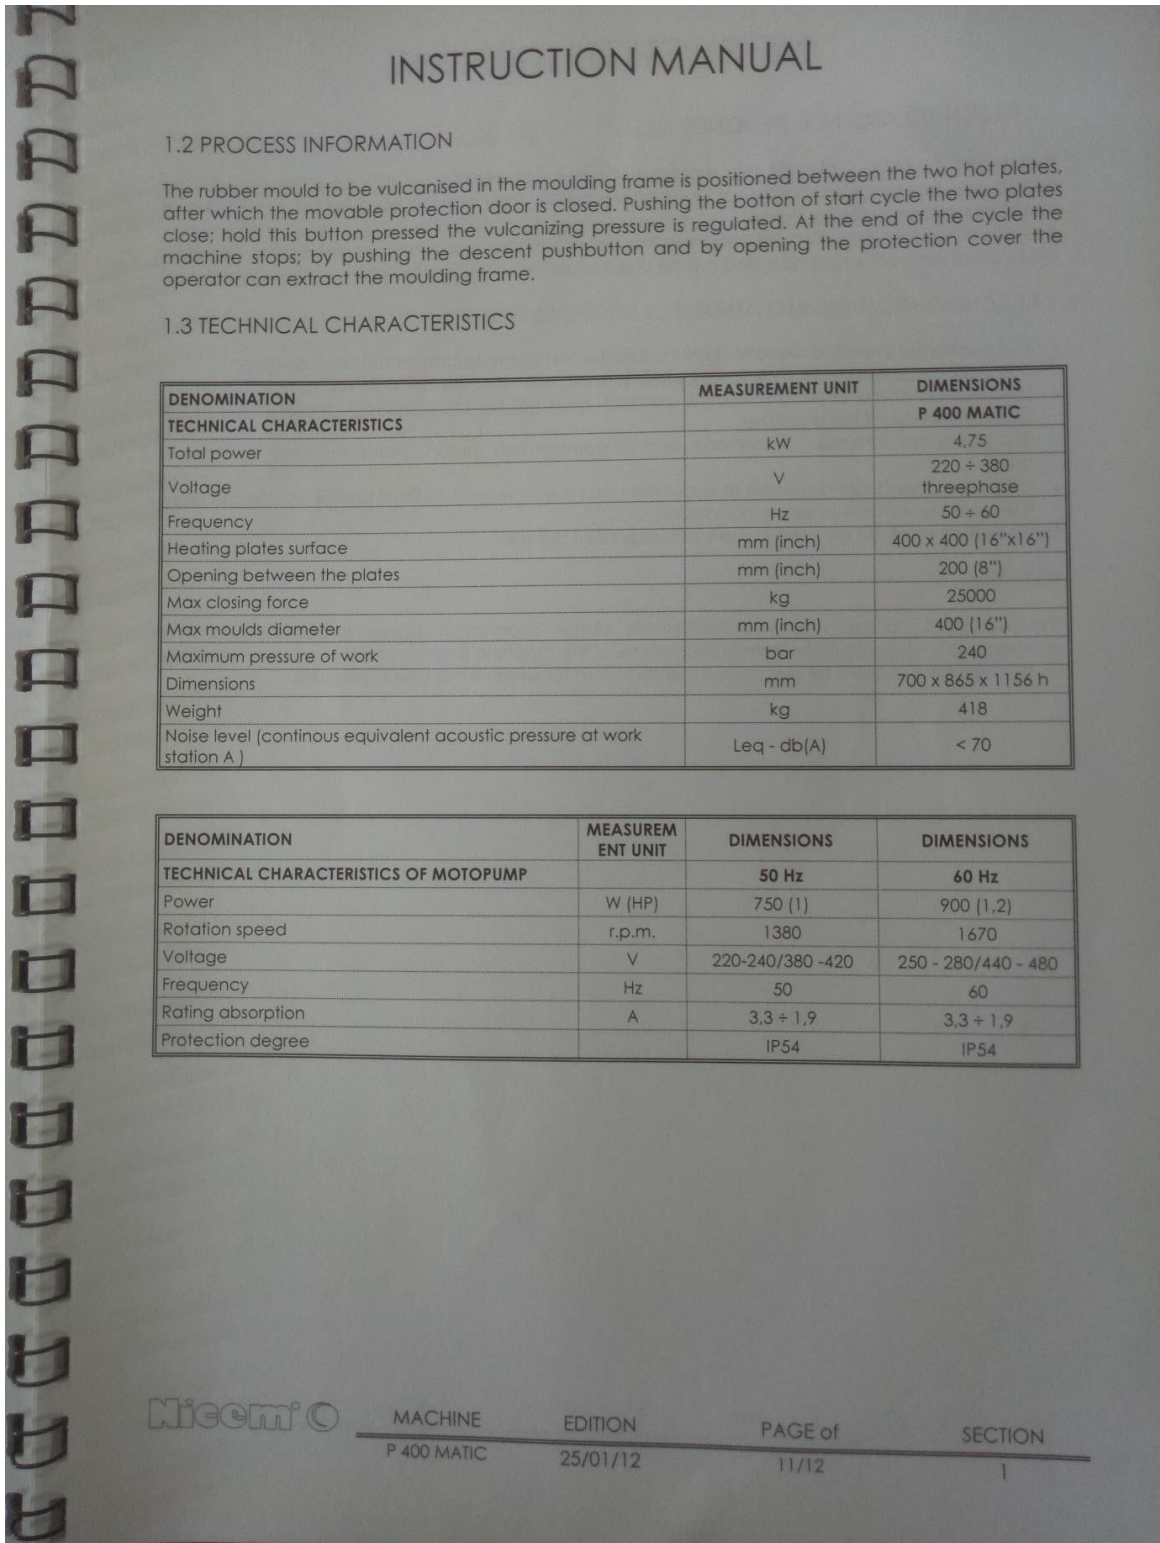 INSTRUCTION MANUAL
1.2 PROCESS INFORMATION
The rubber mould to be vulcanised in the moulding frame is positioned between the two hot plates,
after which the movable protection door is closed. Pushing the botton of start cycle the two plates
close; hold this button pressed the vulcanizing pressure is regulated. At the end of the cycle the
machine stops; by pushing the descent pushbutton and by opening the protection cover the
operator can extract the moulding frame.
1.3 TECHNICAL CHARACTERISTICS
DENOMINATION MEASUREMENT UNIT DIMENSIONS
TECHNICAL CHARACTERISTICS P 400 MATIC
Total power kW 4,75
Voltage V 220 ÷ 380
threephase
Frequency Hz 50 ÷ 60
Heating plates surface mm (inch) 400 x 400 (16"x16")
Opening between the plates mm (inch) 200 (8")
Max closing force kg 25000
Max moulds diameter mm (inch) 400 (16")
Maximum pressure of work bar 240
Dimensions mm 700 x 865 x 1156 h
Weight kg 418
Noise level (continous equivalent acoustic pressure at work
station A ) Leq - db(A) < 70
DENOMINATION MEASUREM
ENT UNIT DIMENSIONS DIMENSIONS
TECHNICAL CHARACTERISTICS OF MOTOPUMP 50 Hz 60 Hz
Power W (HP) 750 (1) 900 (1,2)
Rotation speed r.p.m. 1380 1670
Voltage V 220-240/380 -420 250 - 280/440 - 480
Frequency Hz 50 60
Rating absorption A 3,3 ÷ 1,9 3,3 ÷ 1,9
Protection degree IP54 IP54
Nicem® © MACHINE EDITION PAGE of SECTION
P 400 MATIC 25/01/12 11/12 1